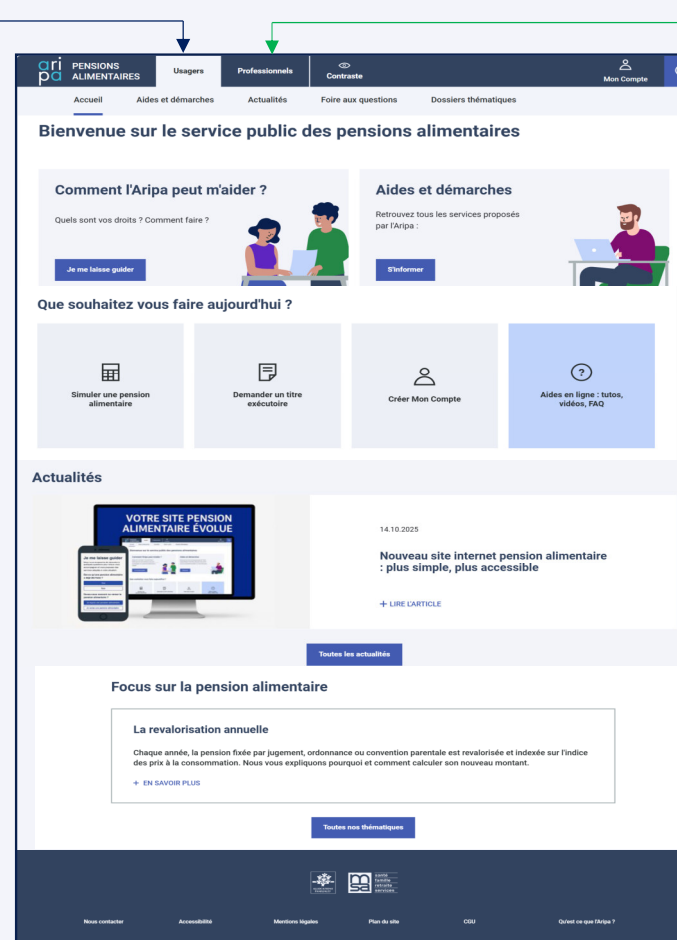 aripa PENSIONS ALIMENTAIRES
Usagers
Professionnels
Contraste
Mon Compte
Accueil
Aides et démarches
Actualités
Foire aux questions
Dossiers thématiques
Bienvenue sur le service public des pensions alimentaires
Comment l'Aripa peut m'aider ?
Quels sont vos droits ? Comment faire ?
Je me laisse guider
Aides et démarches
Retrouvez tous les services proposés
par l'Aripa :
S'informer
Que souhaitez vous faire aujourd'hui ?
Simuler une pension
alimentaire
Demander un titre
exécutoire
Créer Mon Compte
Aides en ligne : tutos,
vidéos, FAQ
Actualités
VOTRE SITE PENSION
ALIMENTAIRE ÉVOLUE
Je me laisse guider
14.10.2025
Nouveau site internet pension alimentaire
: plus simple, plus accessible
+ LIRE L'ARTICLE
Toutes les actualités
Focus sur la pension alimentaire
La revalorisation annuelle
Chaque année, la pension fixée par jugement, ordonnance ou convention parentale est revalorisée et indexée sur l'indice
des prix à la consommation. Nous vous expliquons pourquoi et comment calculer son nouveau montant.
+ EN SAVOIR PLUS
Toutes nos thématiques
msa
santé
famille
retraite
services
Nous contacter
Accessibilité
Mentions légales
Plan du site
CGU
Qu'est ce que l'Aripa ?